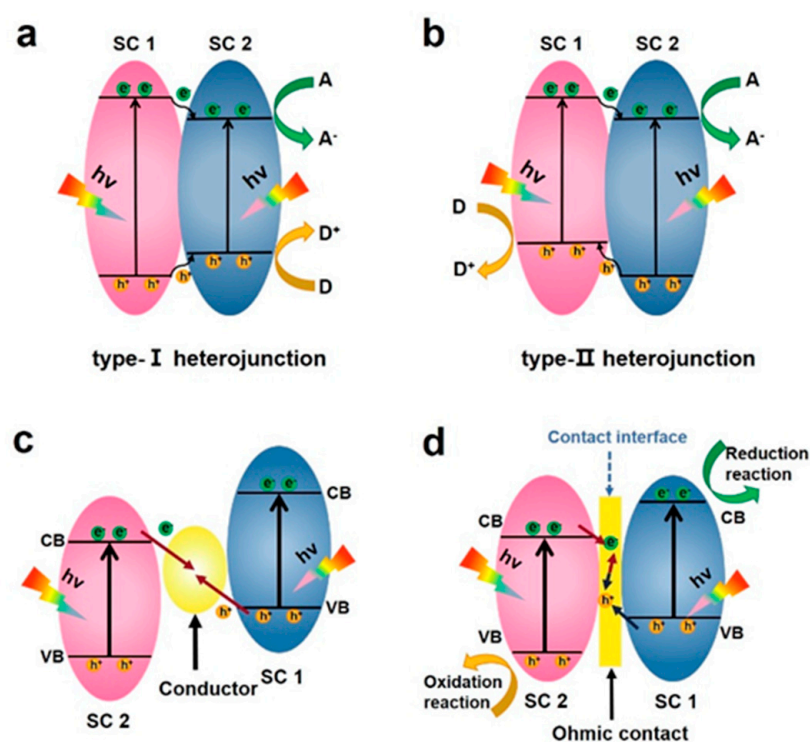 a
SC 1
SC 2
e⁻ e⁻ e⁻
e⁻ e⁻
A
A⁻
hv
hv
D⁺
D
h⁺ h⁺ h⁺
h⁺ h⁺
type-Ⅰ heterojunction
b
SC 1
SC 2
e⁻ e⁻ e⁻
e⁻ e⁻
A
A⁻
hv
hv
D
D⁺
h⁺ h⁺
h⁺ h⁺ h⁺
type-Ⅱ heterojunction
c
e⁻ e⁻
CB
e⁻ e⁻ e⁻
CB
hv
hv
h⁺ h⁺ h⁺
VB
VB
h⁺ h⁺
SC 1
Conductor
SC 2
d
Contact interface
Reduction
reaction
e⁻ e⁻
CB
CB
e⁻ e⁻
e⁻
hv
hv
h⁺
h⁺ h⁺
VB
VB
h⁺ h⁺
Oxidation
reaction
SC 2
SC 1
Ohmic contact